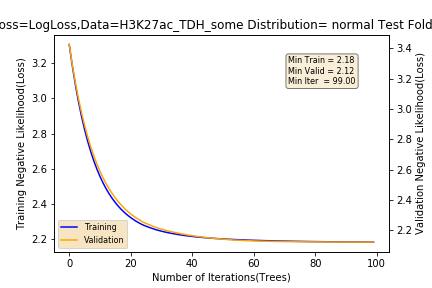 oss=LogLoss,Data=H3K27ac_TDH_some Distribution= normal Test Fold
Min Train = 2.18
Min Valid = 2.12
Min Iter = 99.00
Training Negative Likelihood(Loss)
3.2
3.0
2.8
2.6
2.4
2.2
Validation Negative Likelihood(Loss)
3.4
3.2
3.0
2.8
2.6
2.4
2.2
Training
Validation
0 20 40 60 80 100
Number of Iterations(Trees)